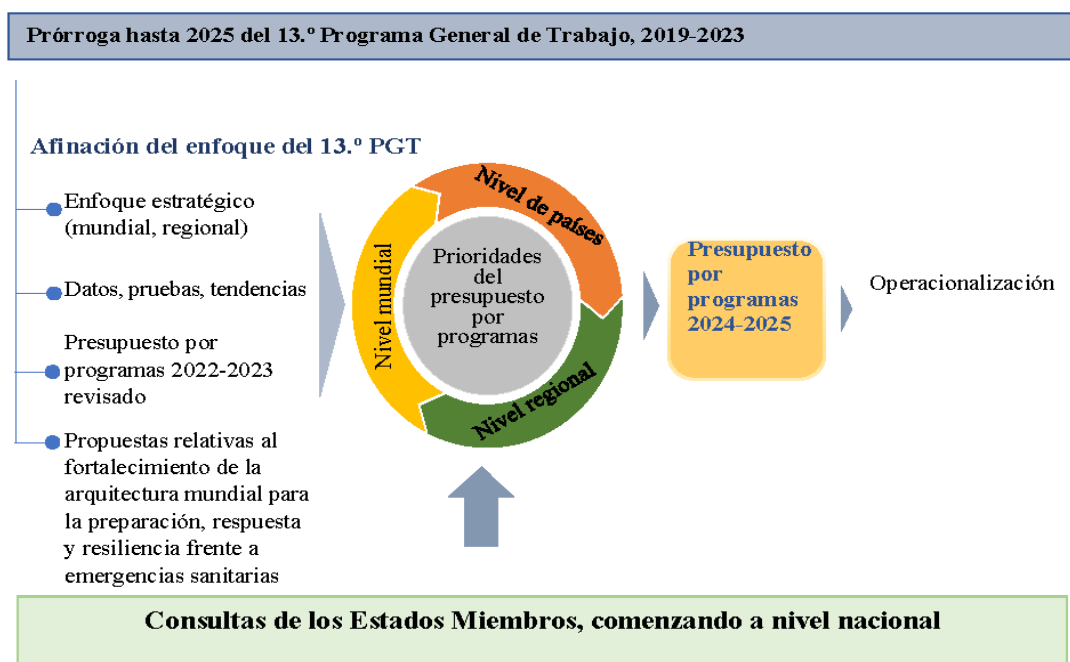 Prórroga hasta 2025 del 13.º Programa General de Trabajo, 2019-2023
Afinación del enfoque del 13.º PGT
Enfoque estratégico
(mundial, regional)
Datos, pruebas, tendencias
Presupuesto por
programas 2022-2023
revisado
Propuestas relativas al
fortalecimiento de la
arquitectura mundial para
la preparación, respuesta
y resiliencia frente a
emergencias sanitarias
Nivel mundial
Nivel de países
Nivel regional
Prioridades
del
presupuesto
por
programas
Presupuesto
por
programas
2024-2025
Operacionalización
Consultas de los Estados Miembros, comenzando a nivel nacional